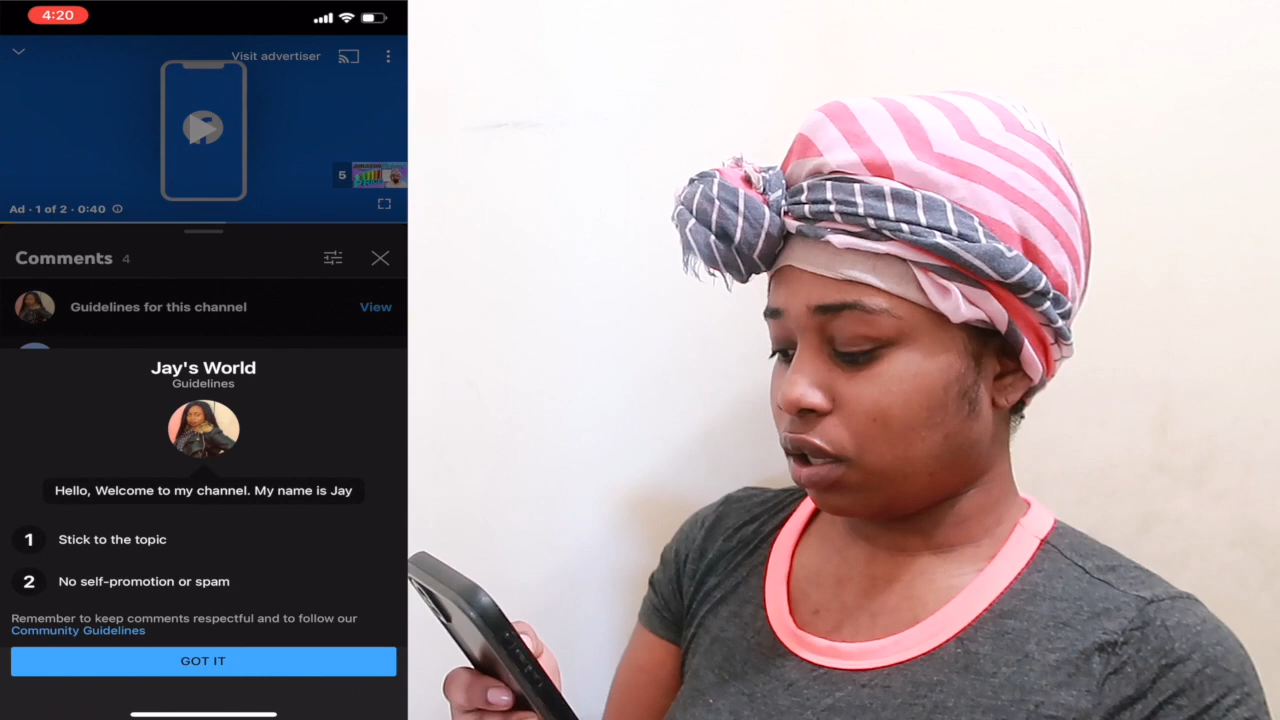 4:20
Visit advertiser
5
Ad · 1 of 2 · 0:40
Comments 4
Guidelines for this channel
View
Jay's World
Guidelines
Hello, Welcome to my channel. My name is Jay
1 Stick to the topic
2 No self-promotion or spam
Remember to keep comments respectful and to follow our
Community Guidelines
GOT IT